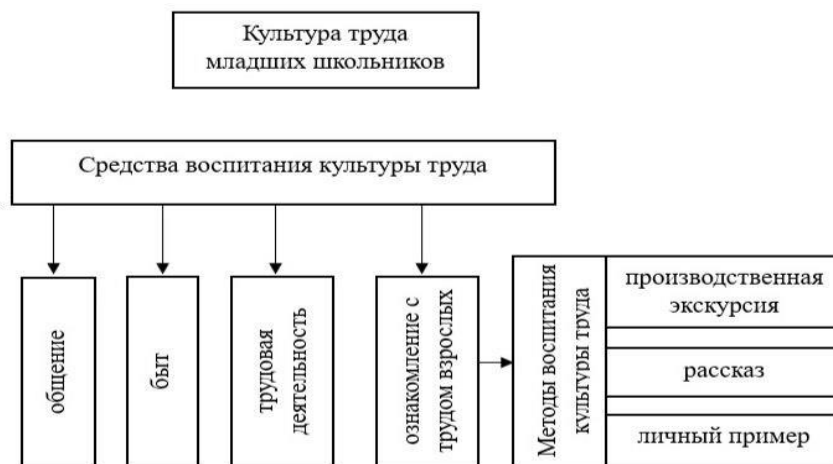 Культура труда
младших школьников
Средства воспитания культуры труда
общение
быт
трудовая
деятельность
ознакомление с
трудом взрослых
Методы воспитания
культуры труда
производственная
экскурсия
рассказ
личный пример